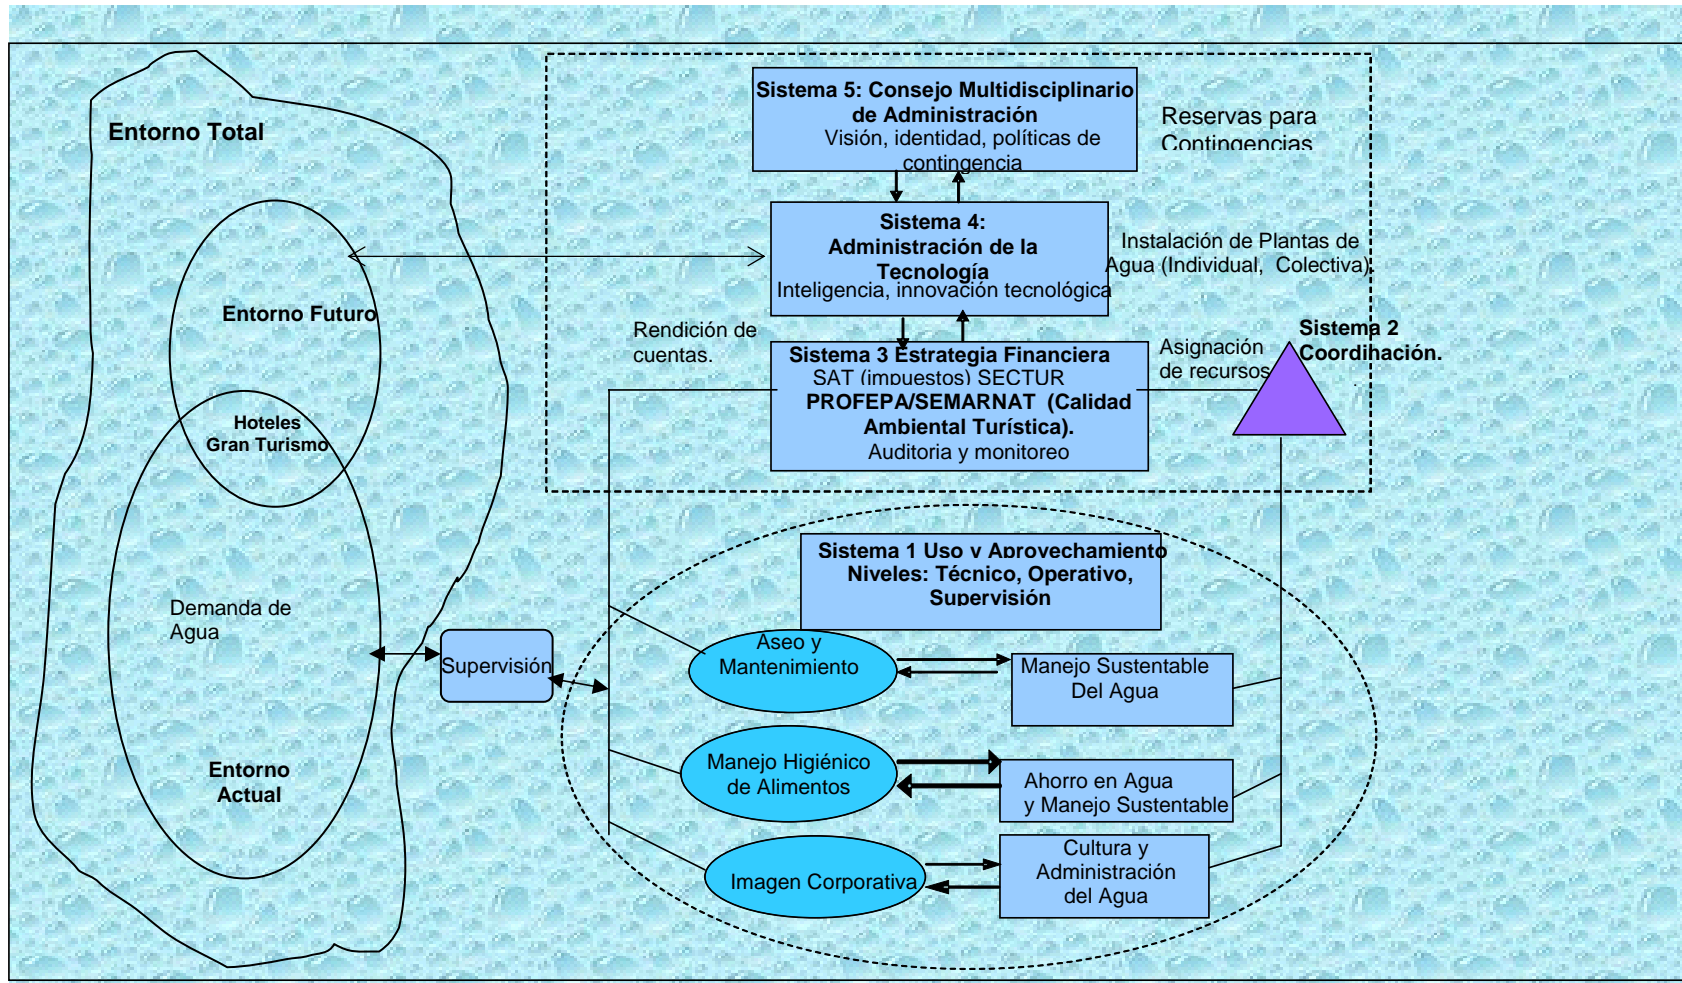 Entorno Total
Entorno Futuro
Hoteles
Gran Turismo
Demanda de
Agua
Entorno
Actual
Supervisión
Sistema 5: Consejo Multidisciplinario
de Administración
Visión, identidad, políticas de
contingencia
Reservas para
Contingencias
Sistema 4:
Administración de la
Tecnología
Inteligencia, innovación tecnológica
Instalación de Plantas de
Agua (Individual, Colectiva).
Rendición de
cuentas.
Sistema 3 Estrategia Financiera
SAT (impuestos) SECTUR
PROFEPA/SEMARNAT (Calidad
Ambiental Turística).
Auditoria y monitoreo
Asignación
de recursos
Sistema 2
Coordinación.
.
Sistema 1 Uso y Aprovechamiento
Niveles: Técnico, Operativo,
Supervisión
Aseo y
Mantenimiento
Manejo Sustentable
Del Agua
Manejo Higiénico
de Alimentos
Ahorro en Agua
y Manejo Sustentable
Imagen Corporativa
Cultura y
Administración
del Agua